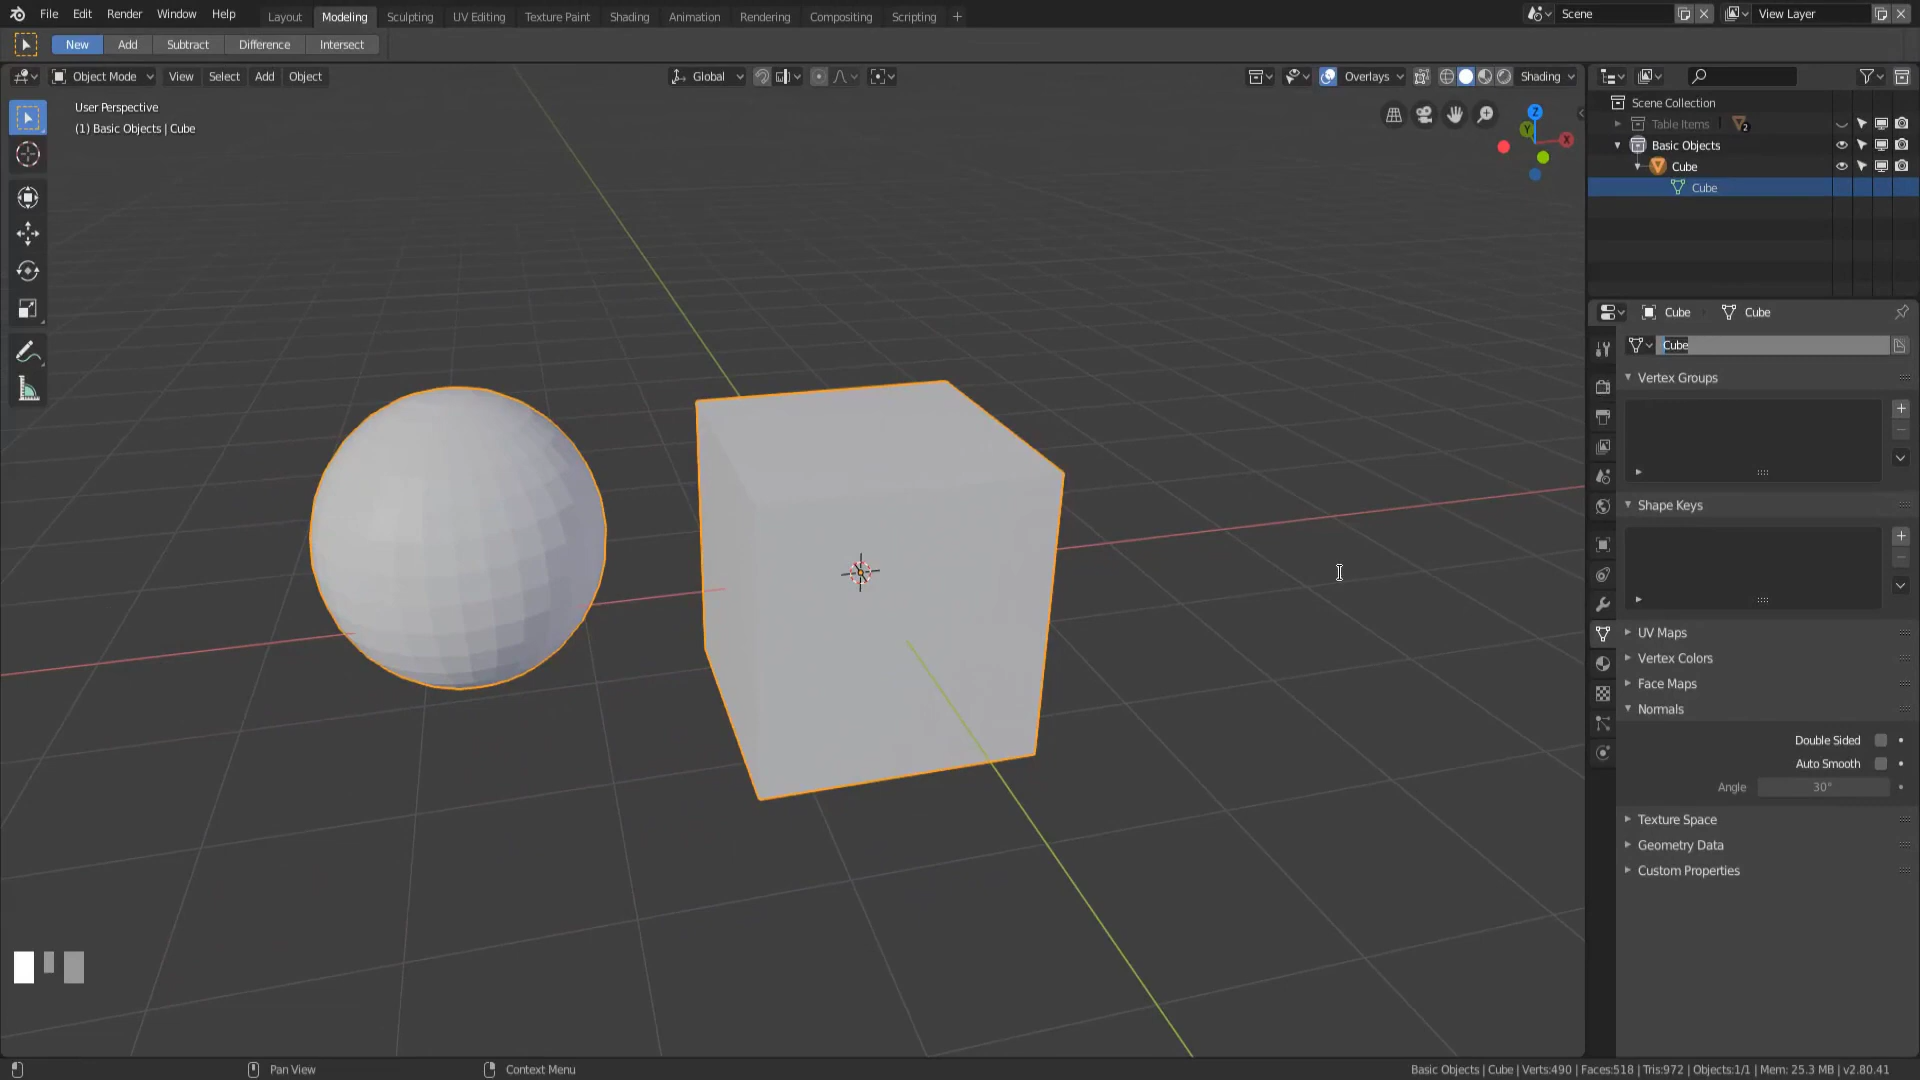 File Edit Render Window Help Layout Modeling Sculpting UV Editing Texture Paint Shading Animation Rendering Compositing Scripting + Scene View Layer
New Add Subtract Difference Intersect
Object Mode View Select Add Object Global Overlays Shading
User Perspective
(1) Basic Objects | Cube
Z
Y
X
Scene Collection
Table Items 2
Basic Objects
Cube
Cube
Cube Cube
Cube
Vertex Groups
Shape Keys
UV Maps
Vertex Colors
Face Maps
Normals
Double Sided
Auto Smooth
Angle 30°
Texture Space
Geometry Data
Custom Properties
Pan View Context Menu Basic Objects | Cube | Verts:490 | Faces:518 | Tris:972 | Objects:1/1 | Mem: 25.3 MB | v2.80.41